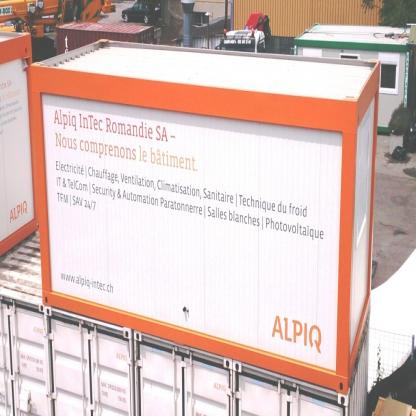 Alpiq InTec Romandie SA –
Nous comprenons le bâtiment.
Electricité | Chauffage, Ventilation, Climatisation, Sanitaire | Technique du froid
IT & TelCom | Security & Automation Paratonnerre | Salles blanches | Photovoltaïque
TFM | SAV 24/7
www.alpiq-intec.ch
ALPIQ
ALPIQ